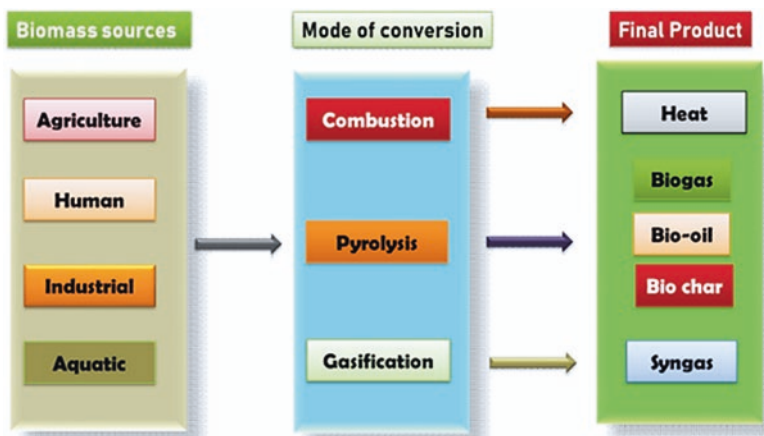 Biomass sources
Agriculture
Human
Industrial
Aquatic
Mode of conversion
Combustion
Pyrolysis
Gasification
Final Product
Heat
Biogas
Bio-oil
Bio char
Syngas